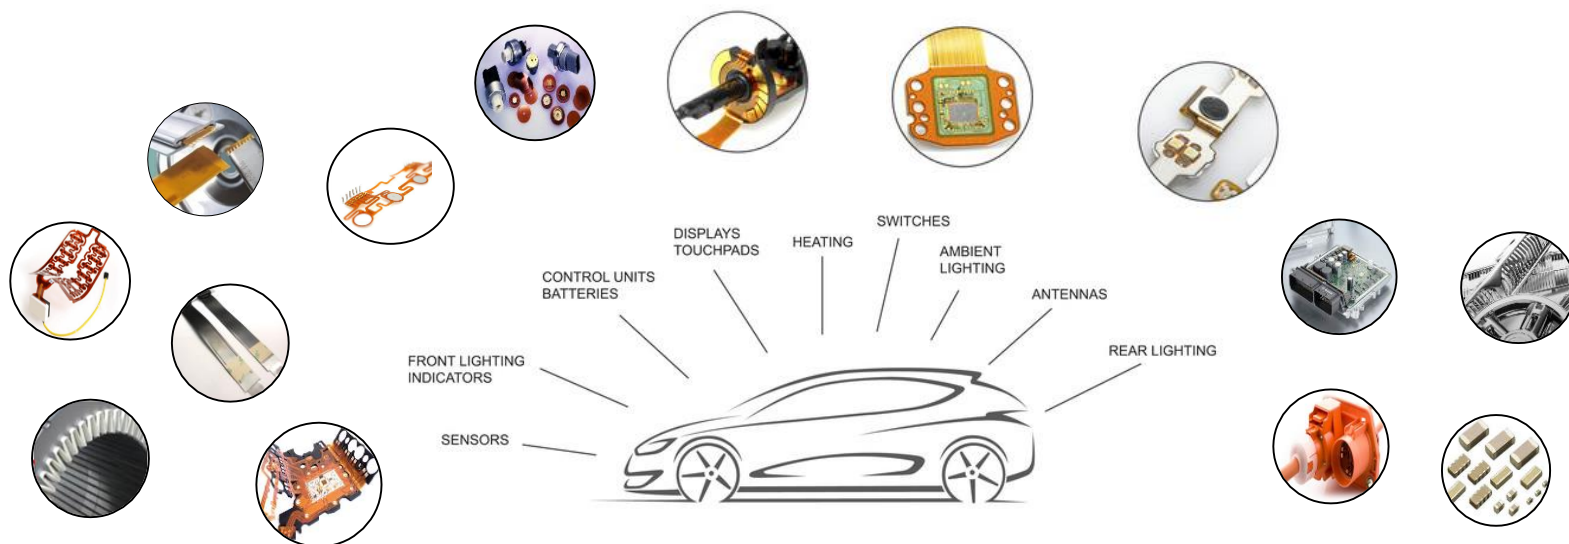 SWITCHES
DISPLAYS
TOUCHPADS
HEATING
AMBIENT
LIGHTING
CONTROL UNITS
BATTERIES
ANTENNAS
FRONT LIGHTING
INDICATORS
REAR LIGHTING
SENSORS